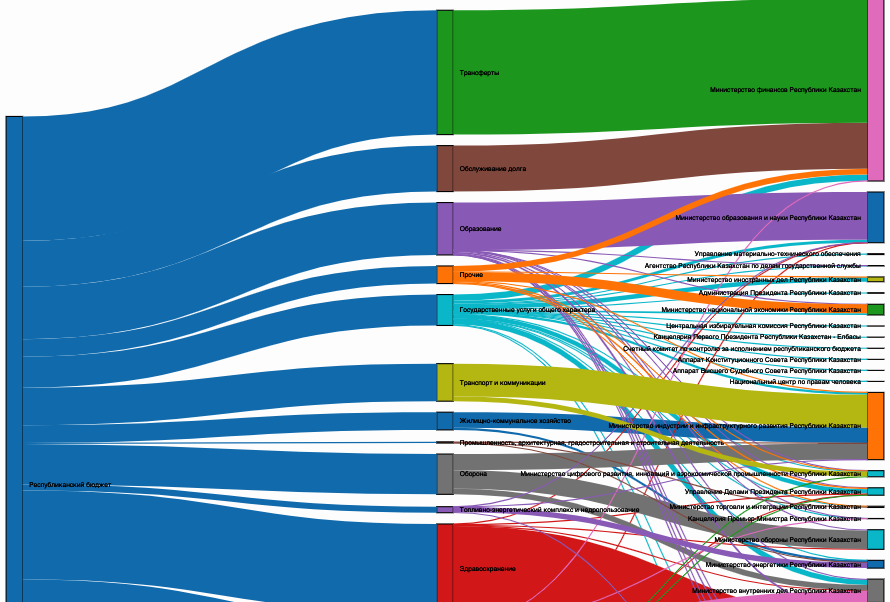 Республиканский бюджет
Трансферты
Обслуживание долга
Образование
Прочие
Государственные услуги общего характера
Транспорт и коммуникации
Жилищно-коммунальное хозяйство
Промышленность, архитектурная, градостроительная и строительная деятельность
Оборона
Топливно-энергетический комплекс и недропользование
Здравоохранение
Министерство финансов Республики Казахстан
Министерство образования и науки Республики Казахстан
Управление материально-технического обеспечения
Агентство Республики Казахстан по делам государственной службы
Министерство иностранных дел Республики Казахстан
Администрация Президента Республики Казахстан
Министерство национальной экономики Республики Казахстан
Центральная избирательная комиссия Республики Казахстан
Канцелярия Первого Президента Республики Казахстан - Елбасы
Счетный комитет по контролю за исполнением республиканского бюджета
Аппарат Конституционного Совета Республики Казахстан
Аппарат Высшего Судебного Совета Республики Казахстан
Национальный центр по правам человека
Министерство индустрии и инфраструктурного развития Республики Казахстан
Министерство цифрового развития, инноваций и аэрокосмической промышленности Республики Казахстан
Управление Делами Президента Республики Казахстан
Министерство торговли и интеграции Республики Казахстан
Канцелярия Премьер-Министра Республики Казахстан
Министерство обороны Республики Казахстан
Министерство энергетики Республики Казахстан
Министерство внутренних дел Республики Казахстан